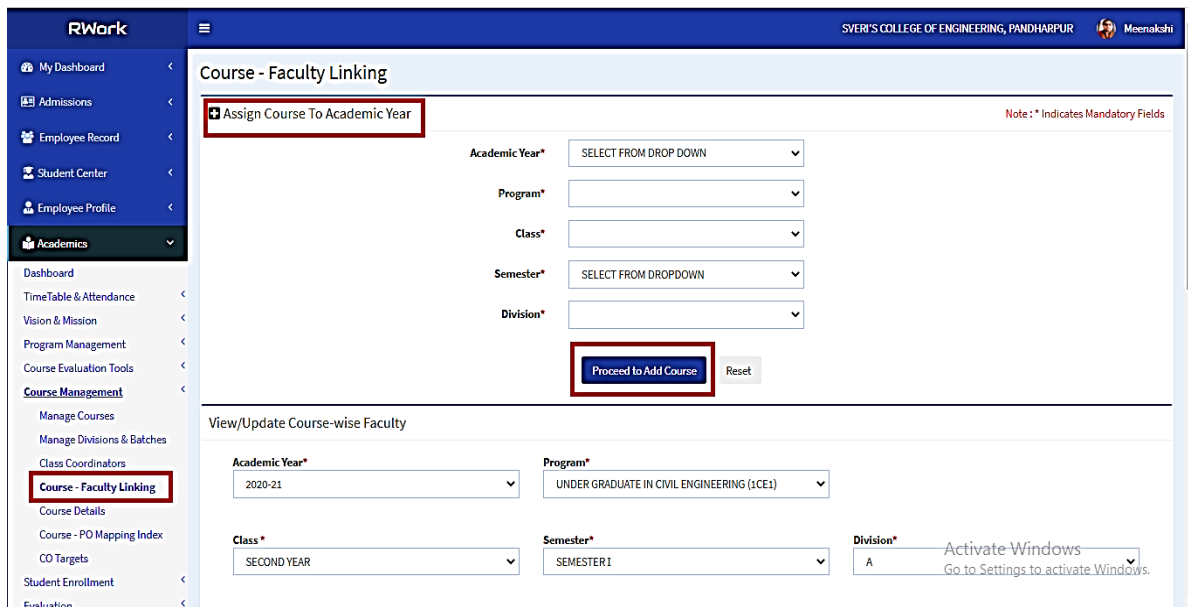 RWork
SVERI'S COLLEGE OF ENGINEERING, PANDHARPUR
Meenakshi
My Dashboard
Admissions
Employee Record
Student Center
Employee Profile
Academics
Dashboard
TimeTable & Attendance
Vision & Mission
Program Management
Course Evaluation Tools
Course Management
Manage Courses
Manage Divisions & Batches
Class Coordinators
Course - Faculty Linking
Course Details
Course - PO Mapping Index
CO Targets
Student Enrollment
Evaluation
Course - Faculty Linking
Assign Course To Academic Year
Note : * Indicates Mandatory Fields
Academic Year* SELECT FROM DROP DOWN
Program*
Class*
Semester* SELECT FROM DROPDOWN
Division*
Proceed to Add Course Reset
View/Update Course-wise Faculty
Academic Year* Program*
2020-21 UNDER GRADUATE IN CIVIL ENGINEERING (1CE1)
Class * Semester* Division*
SECOND YEAR SEMESTER I A
Activate Windows
Go to Settings to activate Windows.